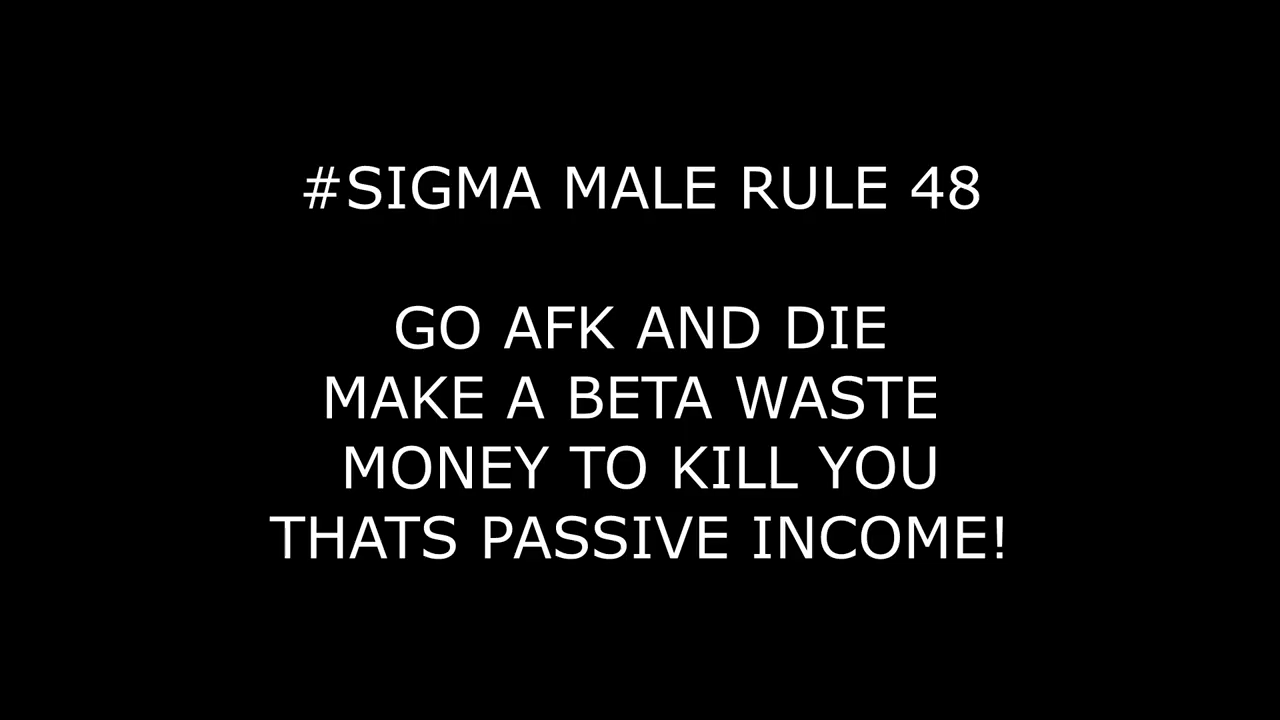 #SIGMA MALE RULE 48
GO AFK AND DIE
MAKE A BETA WASTE
MONEY TO KILL YOU
THATS PASSIVE INCOME!